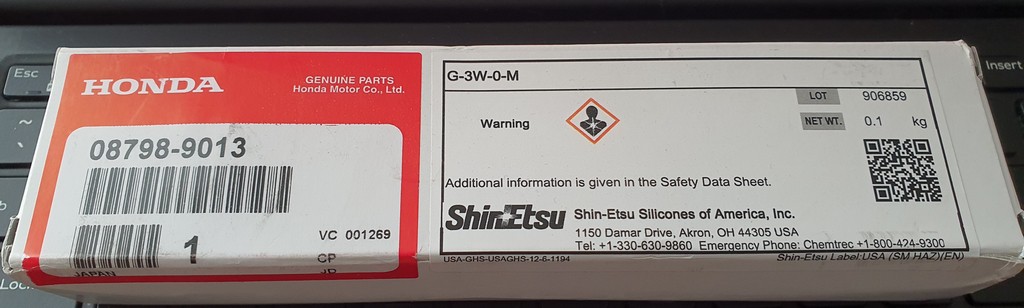 Esc
~
Loc
Insert
HONDA
GENUINE PARTS
Honda Motor Co., Ltd.
08798-9013
1
VC 001269
CP
JAPAN
G-3W-0-M
LOT 906859
Warning
NET WT. 0.1 kg
Additional information is given in the Safety Data Sheet.
ShinEtsu Shin-Etsu Silicones of America, Inc.
1150 Damar Drive, Akron, OH 44305 USA
Tel: +1-330-630-9860 Emergency Phone: Chemtrec +1-800-424-9300
USA-GHS-USAGHS-12-6-1194
Shin-Etsu Label:USA (SM HAZ)(EN)